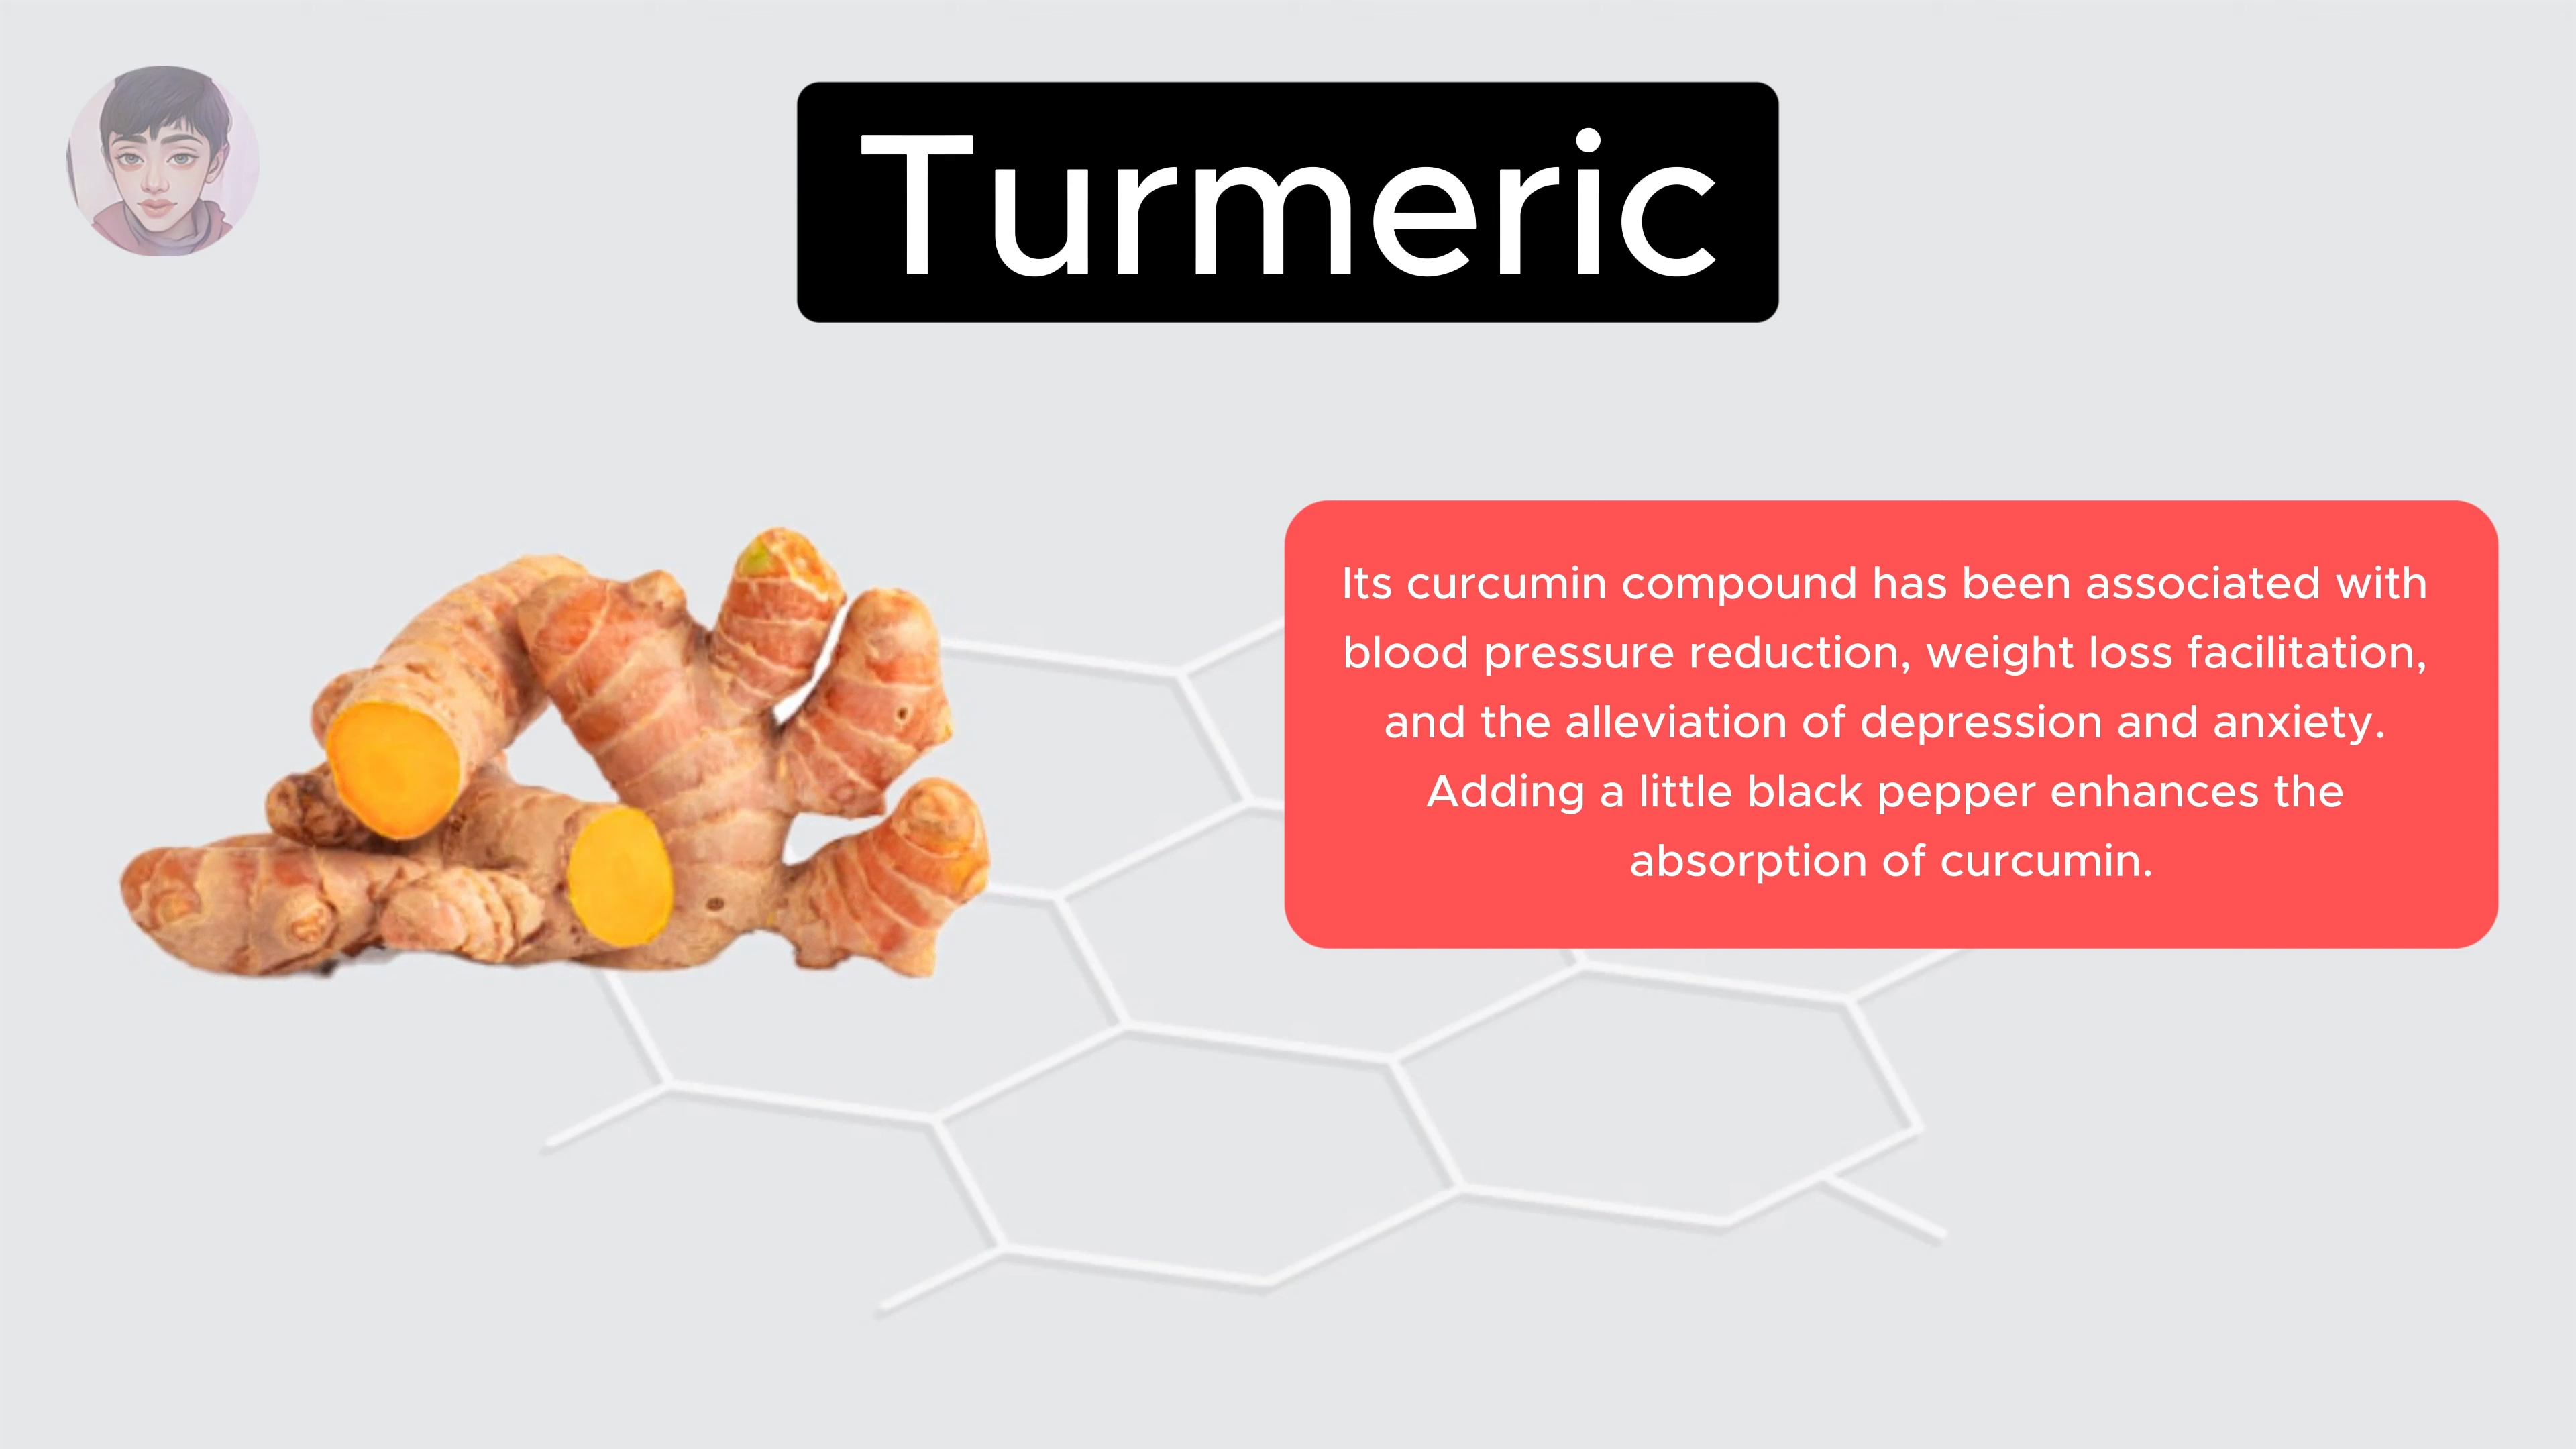 Turmeric
Its curcumin compound has been associated with
blood pressure reduction, weight loss facilitation,
and the alleviation of depression and anxiety.
Adding a little black pepper enhances the
absorption of curcumin.